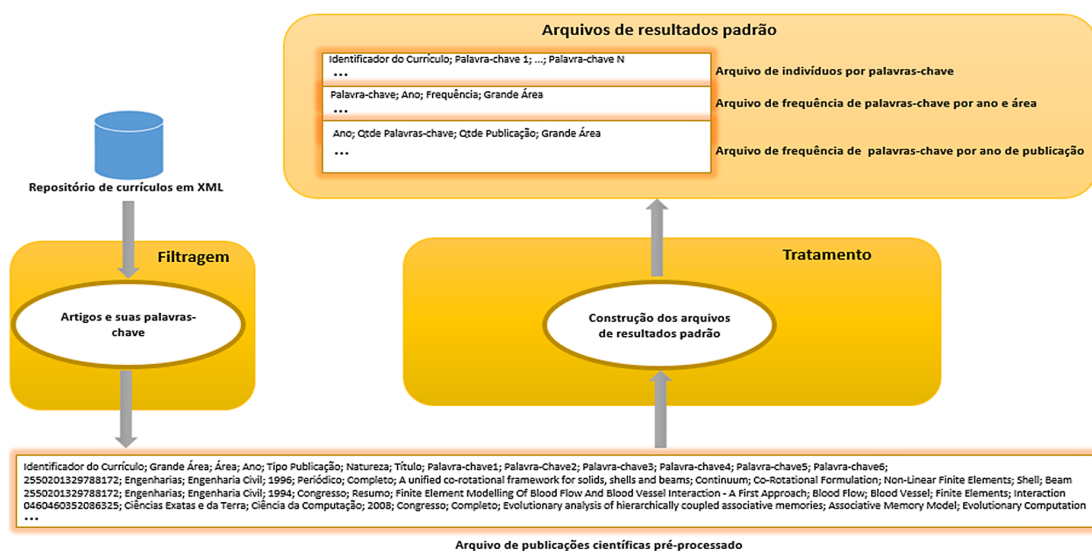 Arquivos de resultados padrão
Identificador do Currículo; Palavra-chave 1; ...; Palavra-chave N
...
Arquivo de indivíduos por palavras-chave
Palavra-chave; Ano; Frequência; Grande Área
...
Arquivo de frequência de palavras-chave por ano e área
Ano; Qtde Palavras-chave; Qtde Publicação; Grande Área
...
Arquivo de frequência de palavras-chave por ano de publicação
Repositório de currículos em XML
Filtragem
Artigos e suas palavras-
chave
Tratamento
Construção dos arquivos
de resultados padrão
Identificador do Currículo; Grande Área; Área; Ano; Tipo Publicação; Natureza; Título; Palavra-chave1; Palavra-Chave2; Palavra-chave3; Palavra-chave4; Palavra-chave5; Palavra-chave6;
2550201329788172; Engenharias; Engenharia Civil; 1996; Periódico; Completo; A unified co-rotational framework for solids, shells and beams; Continuum; Co-Rotational Formulation; Non-Linear Finite Elements; Shell; Beam
2550201329788172; Engenharias; Engenharia Civil; 1994; Congresso; Resumo; Finite Element Modelling Of Blood Flow And Blood Vessel Interaction - A First Approach; Blood Flow; Blood Vessel; Finite Elements; Interaction
0460460352086325; Ciências Exatas e da Terra; Ciência da Computação; 2008; Congresso; Completo; Evolutionary analysis of hierarchically coupled associative memories; Associative Memory Model; Evolutionary Computation
...
Arquivo de publicações científicas pré-processado